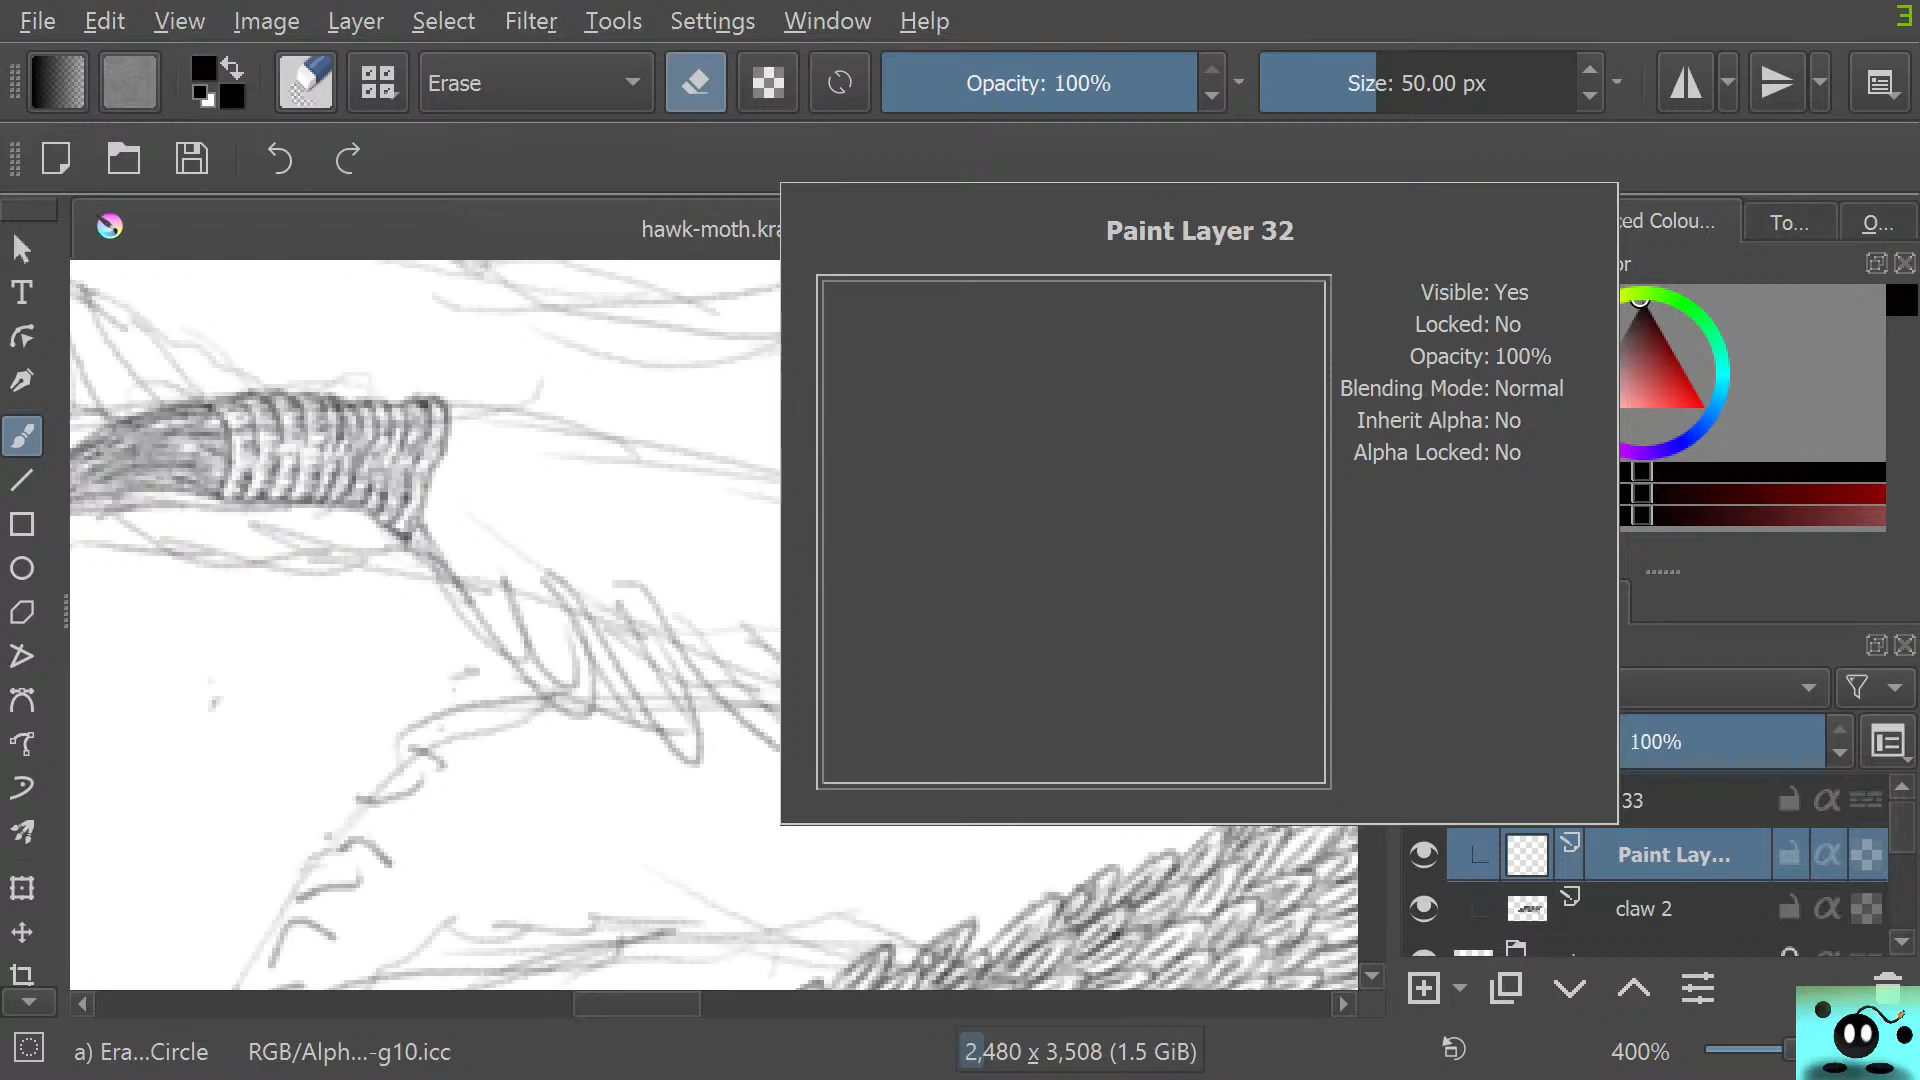 File Edit View Image Layer Select Filter Tools Settings Window Help
3
Erase
Opacity: 100%
Size: 50.00 px
hawk-moth.kra
Paint Layer 32
Visible: Yes
Locked: No
Opacity: 100%
Blending Mode: Normal
Inherit Alpha: No
Alpha Locked: No
ced Colou...
To...
O...
or
100%
33
Paint Lay...
claw 2
a) Era...Circle
RGB/Alph...-g10.icc
2,480 x 3,508 (1.5 GiB)
400%